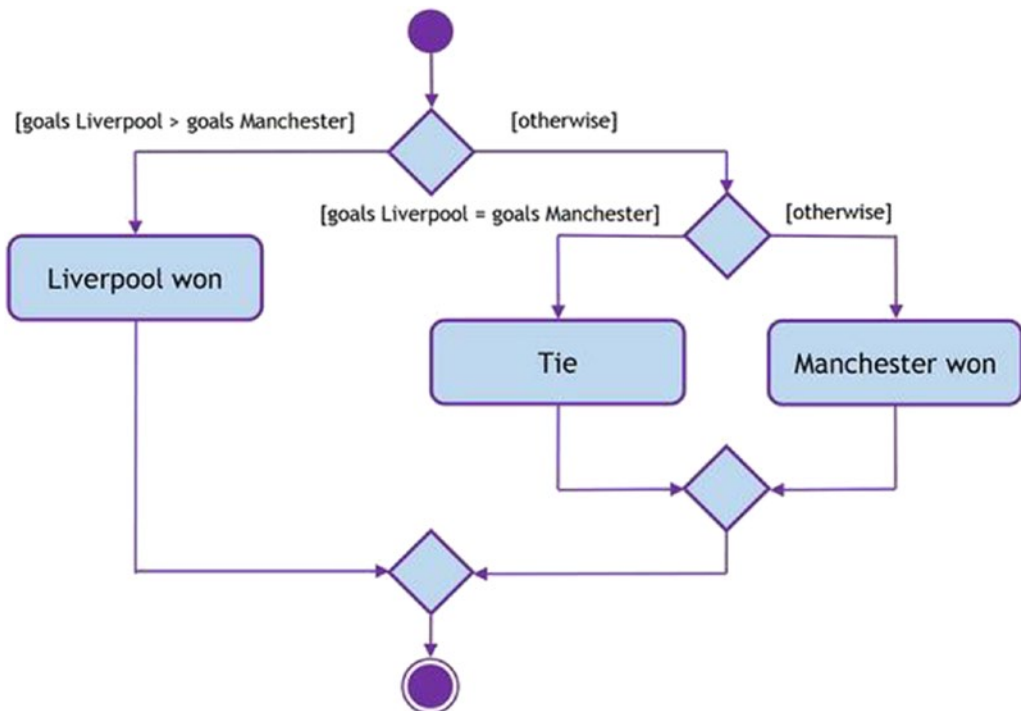 [goals Liverpool > goals Manchester]
[otherwise]
[goals Liverpool = goals Manchester]
[otherwise]
Liverpool won
Tie
Manchester won